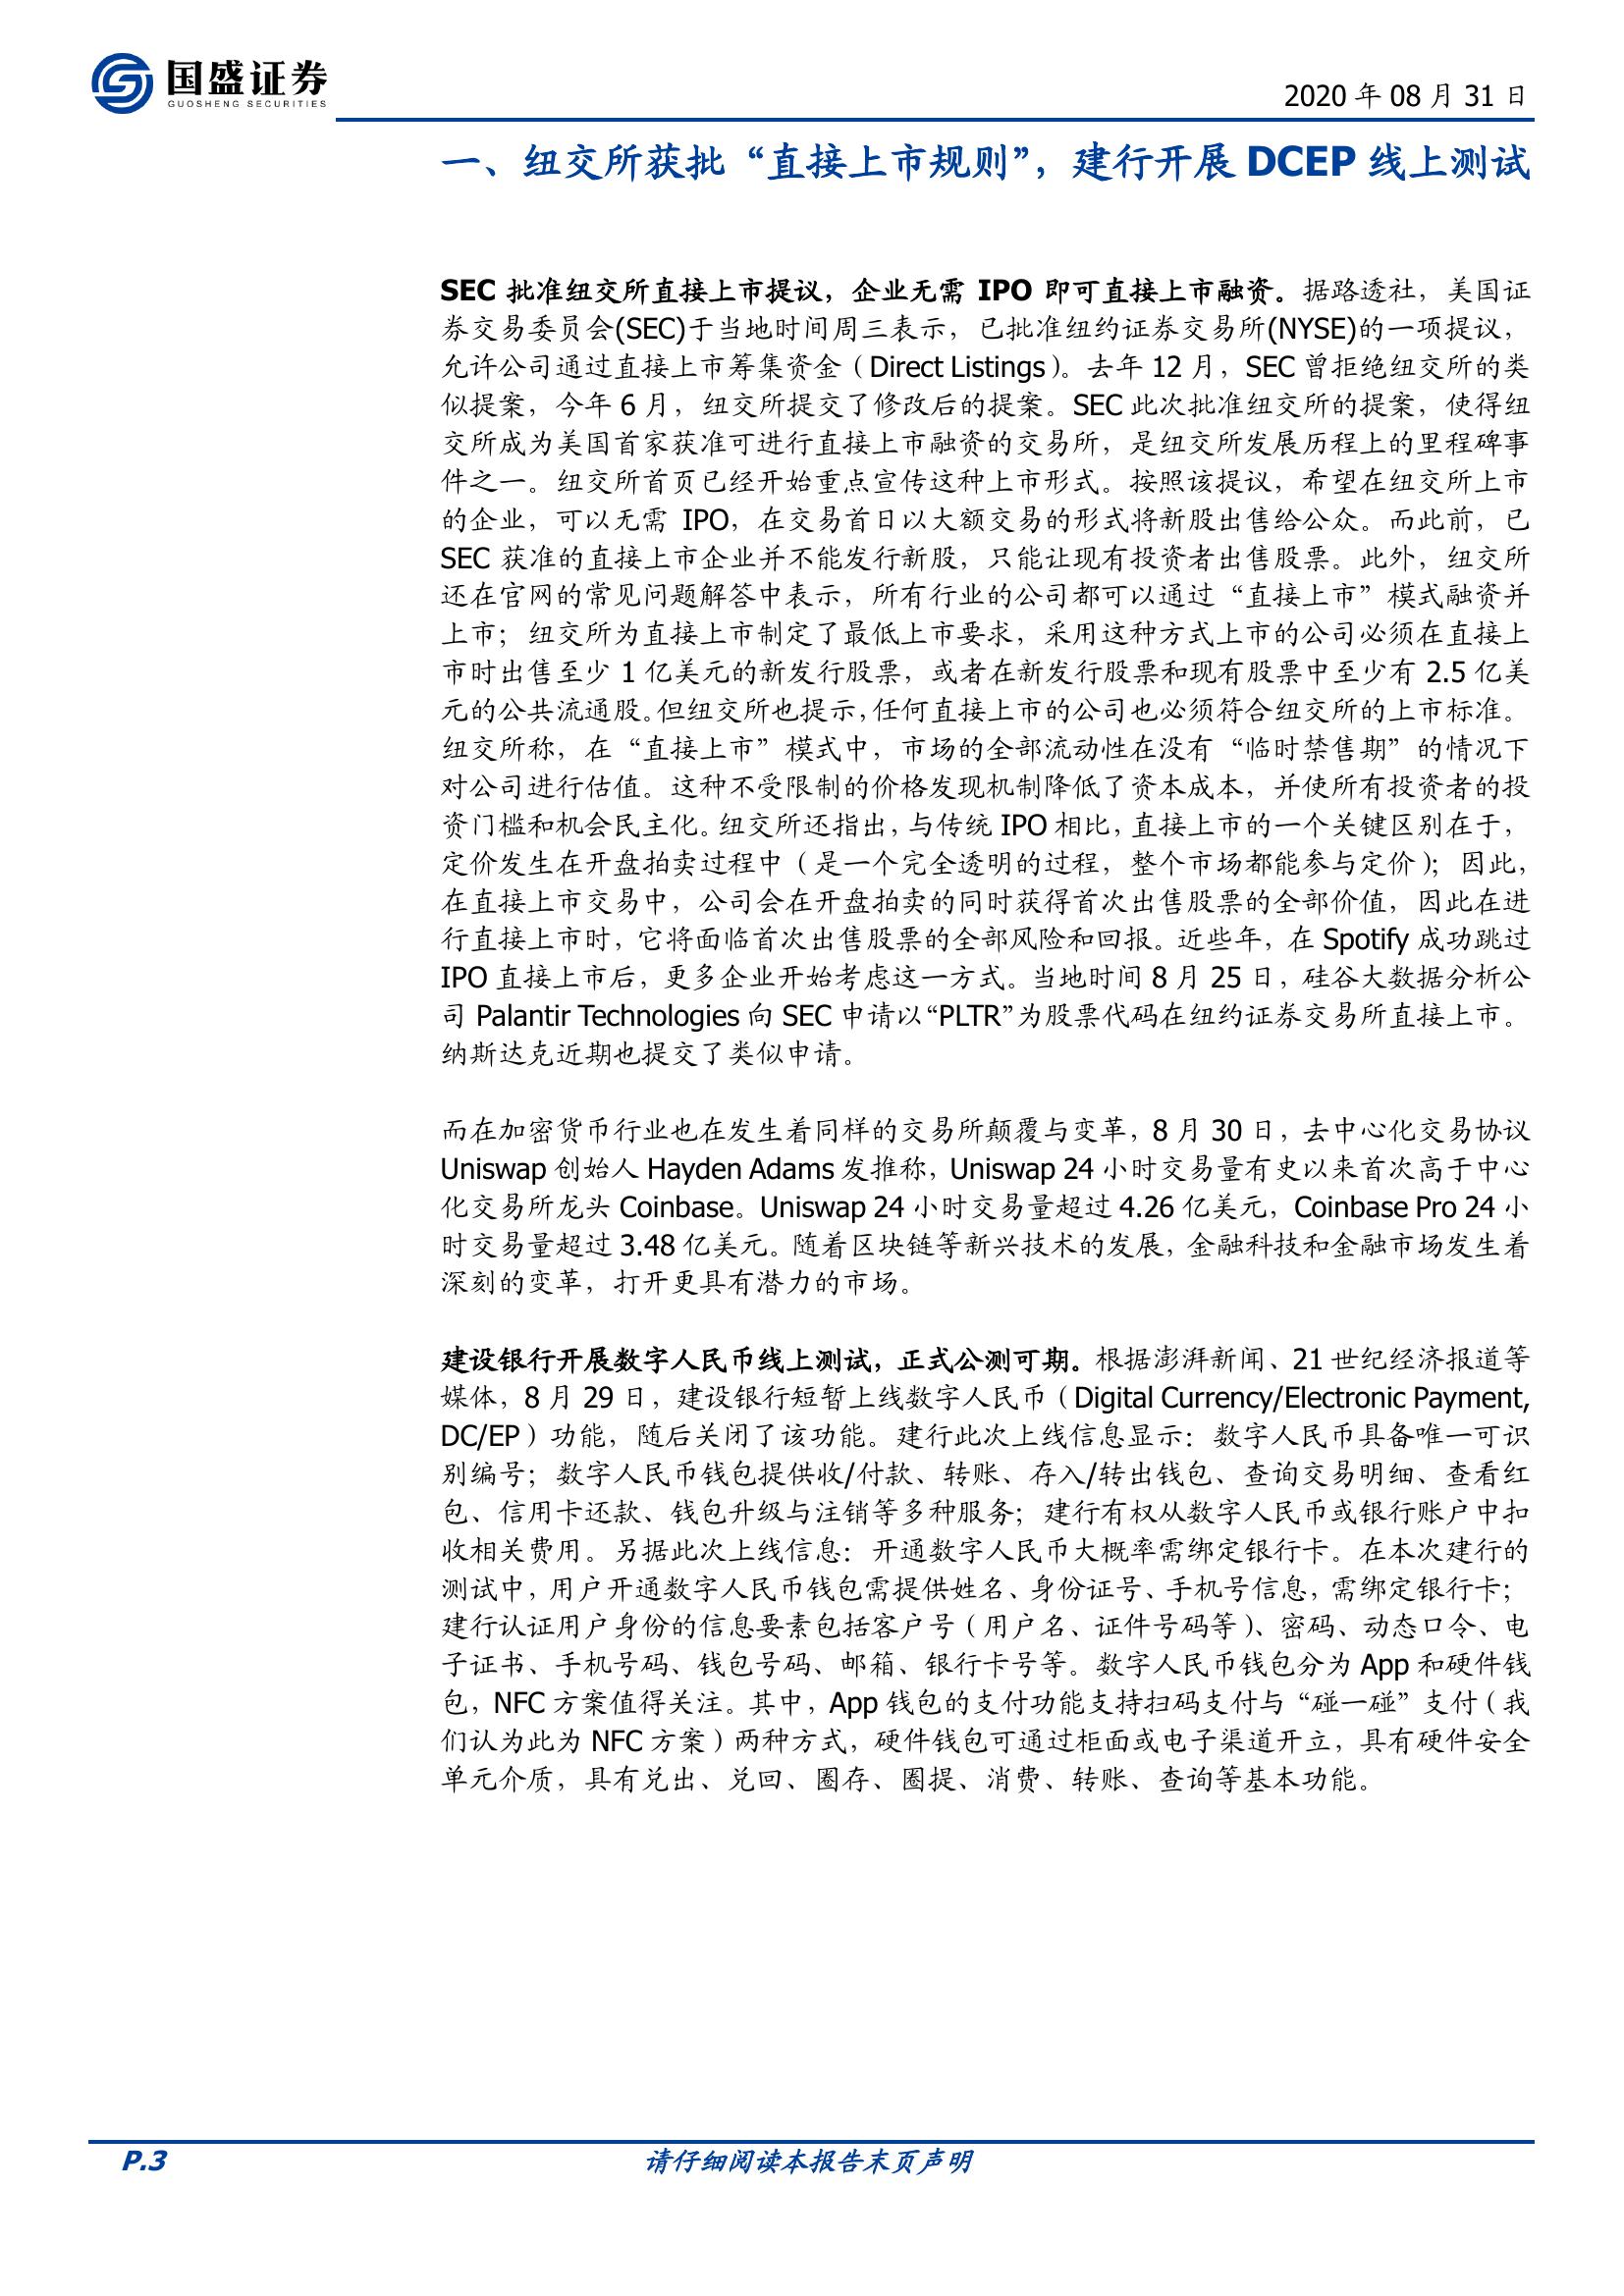 国盛证券
GUOSHENG SECURITIES
2020 年 08 月 31 日
一、纽交所获批“直接上市规则”，建行开展 DCEP 线上测试
SEC 批准纽交所直接上市提议，企业无需 IPO 即可直接上市融资。据路透社，美国证
券交易委员会(SEC)于当地时间周三表示，已批准纽约证券交易所(NYSE)的一项提议，
允许公司通过直接上市筹集资金（Direct Listings）。去年 12 月，SEC 曾拒绝纽交所的类
似提案，今年 6 月，纽交所提交了修改后的提案。SEC 此次批准纽交所的提案，使得纽
交所成为美国首家获准可进行直接上市融资的交易所，是纽交所发展历程上的里程碑事
件之一。纽交所首页已经开始重点宣传这种上市形式。按照该提议，希望在纽交所上市
的企业，可以无需 IPO，在交易首日以大额交易的形式将新股出售给公众。而此前，已
SEC 获准的直接上市企业并不能发行新股，只能让现有投资者出售股票。此外，纽交所
还在官网的常见问题解答中表示，所有行业的公司都可以通过“直接上市”模式融资并
上市；纽交所为直接上市制定了最低上市要求，采用这种方式上市的公司必须在直接上
市时出售至少 1 亿美元的新发行股票，或者在新发行股票和现有股票中至少有 2.5 亿美
元的公共流通股。但纽交所也提示，任何直接上市的公司也必须符合纽交所的上市标准。
纽交所称，在“直接上市”模式中，市场的全部流动性在没有“临时禁售期”的情况下
对公司进行估值。这种不受限制的价格发现机制降低了资本成本，并使所有投资者的投
资门槛和机会民主化。纽交所还指出，与传统 IPO 相比，直接上市的一个关键区别在于，
定价发生在开盘拍卖过程中（是一个完全透明的过程，整个市场都能参与定价）；因此，
在直接上市交易中，公司会在开盘拍卖的同时获得首次出售股票的全部价值，因此在进
行直接上市时，它将面临首次出售股票的全部风险和回报。近些年，在 Spotify 成功跳过
IPO 直接上市后，更多企业开始考虑这一方式。当地时间 8 月 25 日，硅谷大数据分析公
司 Palantir Technologies 向 SEC 申请以“PLTR”为股票代码在纽约证券交易所直接上市。
纳斯达克近期也提交了类似申请。
而在加密货币行业也在发生着同样的交易所颠覆与变革，8 月 30 日，去中心化交易协议
Uniswap 创始人 Hayden Adams 发推称，Uniswap 24 小时交易量有史以来首次高于中心
化交易所龙头 Coinbase。Uniswap 24 小时交易量超过 4.26 亿美元，Coinbase Pro 24 小
时交易量超过 3.48 亿美元。随着区块链等新兴技术的发展，金融科技和金融市场发生着
深刻的变革，打开更具有潜力的市场。
建设银行开展数字人民币线上测试，正式公测可期。根据澎湃新闻、21 世纪经济报道等
媒体，8 月 29 日，建设银行短暂上线数字人民币（Digital Currency/Electronic Payment,
DC/EP）功能，随后关闭了该功能。建行此次上线信息显示：数字人民币具备唯一可识
别编号；数字人民币钱包提供收/付款、转账、存入/转出钱包、查询交易明细、查看红
包、信用卡还款、钱包升级与注销等多种服务；建行有权从数字人民币或银行账户中扣
收相关费用。另据此次上线信息：开通数字人民币大概率需绑定银行卡。在本次建行的
测试中，用户开通数字人民币钱包需提供姓名、身份证号、手机号信息，需绑定银行卡；
建行认证用户身份的信息要素包括客户号（用户名、证件号码等）、密码、动态口令、电
子证书、手机号码、钱包号码、邮箱、银行卡号等。数字人民币钱包分为 App 和硬件钱
包，NFC 方案值得关注。其中，App 钱包的支付功能支持扫码支付与“碰一碰”支付（我
们认为此为 NFC 方案）两种方式，硬件钱包可通过柜面或电子渠道开立，具有硬件安全
单元介质，具有兑出、兑回、圈存、圈提、消费、转账、查询等基本功能。
P.3
请仔细阅读本报告末页声明